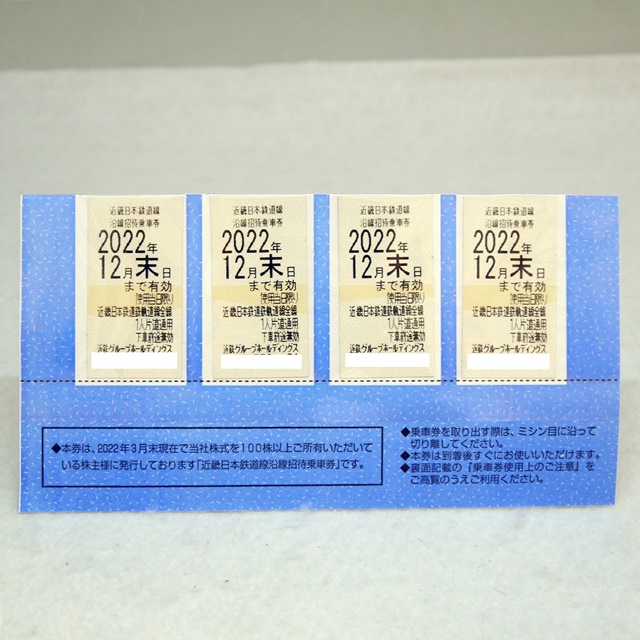 近畿日本鉄道線
沿線招待乗車券
2022年
12月末日
まで有効
使用当日限り
近畿日本鉄道鉄軌道線全線
1人片道通用
下車前途無効
近鉄グループホールディングス
近畿日本鉄道線
沿線招待乗車券
2022年
12月末日
まで有効
使用当日限り
近畿日本鉄道鉄軌道線全線
1人片道通用
下車前途無効
近鉄グループホールディングス
近畿日本鉄道線
沿線招待乗車券
2022年
12月末日
まで有効
使用当日限り
近畿日本鉄道鉄軌道線全線
1人片道通用
下車前途無効
近鉄グループホールディングス
近畿日本鉄道線
沿線招待乗車券
2022年
12月末日
まで有効
使用当日限り
近畿日本鉄道鉄軌道線全線
1人片道通用
下車前途無効
近鉄グループホールディングス
◆本券は、2022年3月末現在で当社株式を100株以上ご所有いただいて
いる株主様に発行しております「近畿日本鉄道線沿線招待乗車券」です。
◆乗車券を取り出す際は、ミシン目に沿って
切り離してください。
◆本券は到着後すぐにお使いいただけます。
◆裏面記載の『乗車券使用上のご注意』を
ご高覧のうえご利用ください。